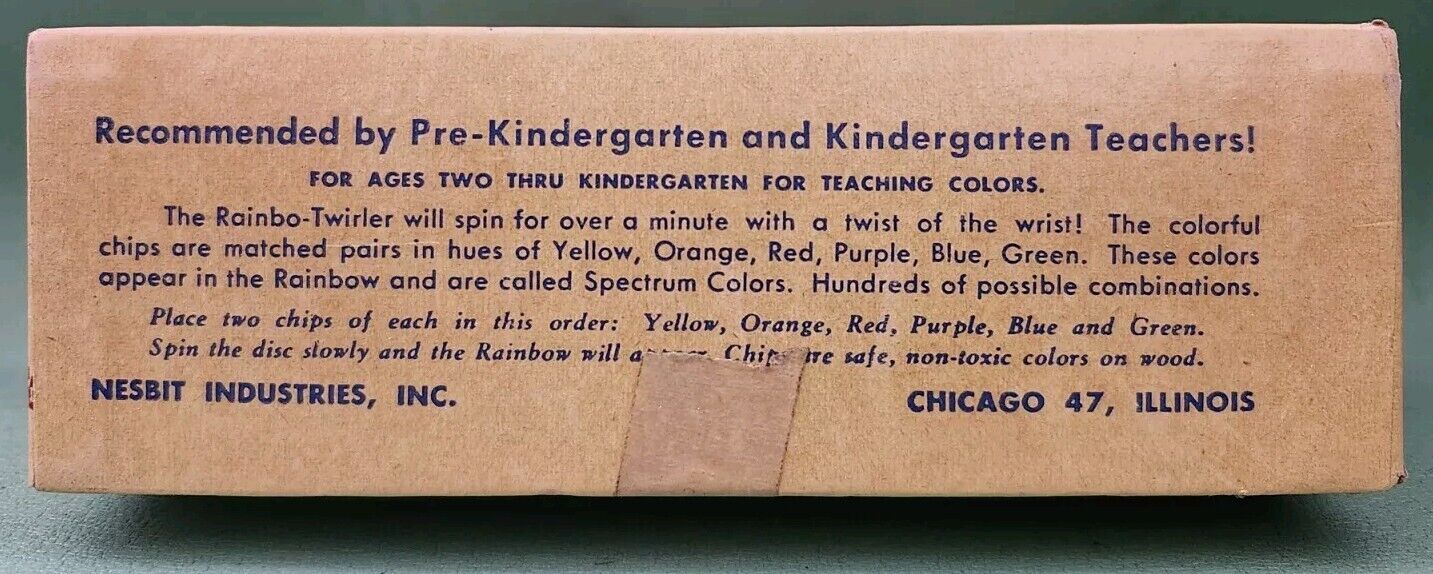 Recommended by Pre-Kindergarten and Kindergarten Teachers!
FOR AGES TWO THRU KINDERGARTEN FOR TEACHING COLORS.
The Rainbo-Twirler will spin for over a minute with a twist of the wrist! The colorful
chips are matched pairs in hues of Yellow, Orange, Red, Purple, Blue, Green. These colors
appear in the Rainbow and are called Spectrum Colors. Hundreds of possible combinations.
Place two chips of each in this order: Yellow, Orange, Red, Purple, Blue and Green.
Spin the disc slowly and the Rainbow will Chips are safe, non-toxic colors on wood.
NESBIT INDUSTRIES, INC. CHICAGO 47, ILLINOIS